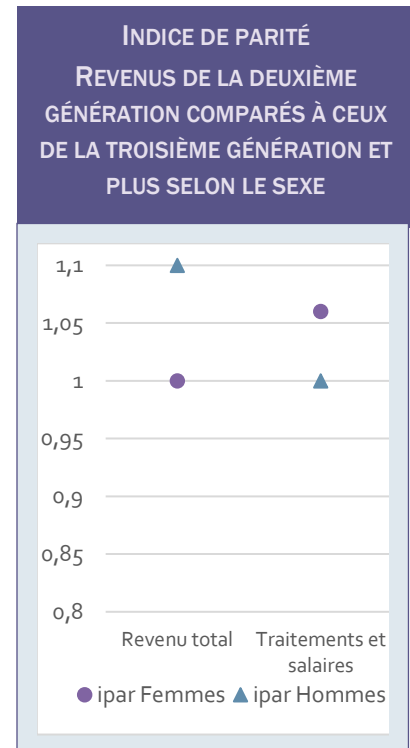 INDICE DE PARITÉ
REVENUS DE LA DEUXIÈME
GÉNÉRATION COMPARÉS À CEUX
DE LA TROISIÈME GÉNÉRATION ET
PLUS SELON LE SEXE
1,1
1,05
1
0,95
0,9
0,85
0,8
Revenu total
Traitements et
salaires
ipar Femmes
ipar Hommes